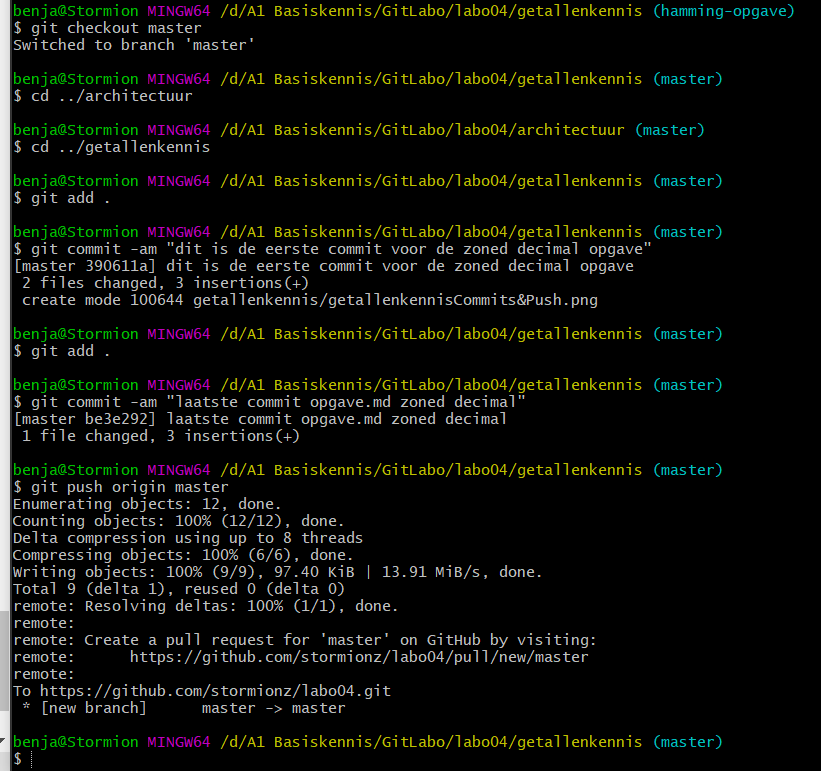 benja@Stormion MINGW64 /d/A1 Basiskennis/GitLabo/labo04/getallenkennis (hamming-opgave)
$ git checkout master
Switched to branch 'master'
benja@Stormion MINGW64 /d/A1 Basiskennis/GitLabo/labo04/getallenkennis (master)
$ cd ../architectuur
benja@Stormion MINGW64 /d/A1 Basiskennis/GitLabo/labo04/architectuur (master)
$ cd ../getallenkennis
benja@Stormion MINGW64 /d/A1 Basiskennis/GitLabo/labo04/getallenkennis (master)
$ git add .
benja@Stormion MINGW64 /d/A1 Basiskennis/GitLabo/labo04/getallenkennis (master)
$ git commit -am "dit is de eerste commit voor de zoned decimal opgave"
[master 390611a] dit is de eerste commit voor de zoned decimal opgave
 2 files changed, 3 insertions(+)
 create mode 100644 getallenkennis/getallenkennisCommits&Push.png
benja@Stormion MINGW64 /d/A1 Basiskennis/GitLabo/labo04/getallenkennis (master)
$ git add .
benja@Stormion MINGW64 /d/A1 Basiskennis/GitLabo/labo04/getallenkennis (master)
$ git commit -am "laatste commit opgave.md zoned decimal"
[master be3e292] laatste commit opgave.md zoned decimal
 1 file changed, 3 insertions(+)
benja@Stormion MINGW64 /d/A1 Basiskennis/GitLabo/labo04/getallenkennis (master)
$ git push origin master
Enumerating objects: 12, done.
Counting objects: 100% (12/12), done.
Delta compression using up to 8 threads
Compressing objects: 100% (6/6), done.
Writing objects: 100% (9/9), 97.40 KiB | 13.91 MiB/s, done.
Total 9 (delta 1), reused 0 (delta 0)
remote: Resolving deltas: 100% (1/1), done.
remote:
remote: Create a pull request for 'master' on GitHub by visiting:
remote:      https://github.com/stormionz/labo04/pull/new/master
remote:
To https://github.com/stormionz/labo04.git
 * [new branch]      master -> master
benja@Stormion MINGW64 /d/A1 Basiskennis/GitLabo/labo04/getallenkennis (master)
$